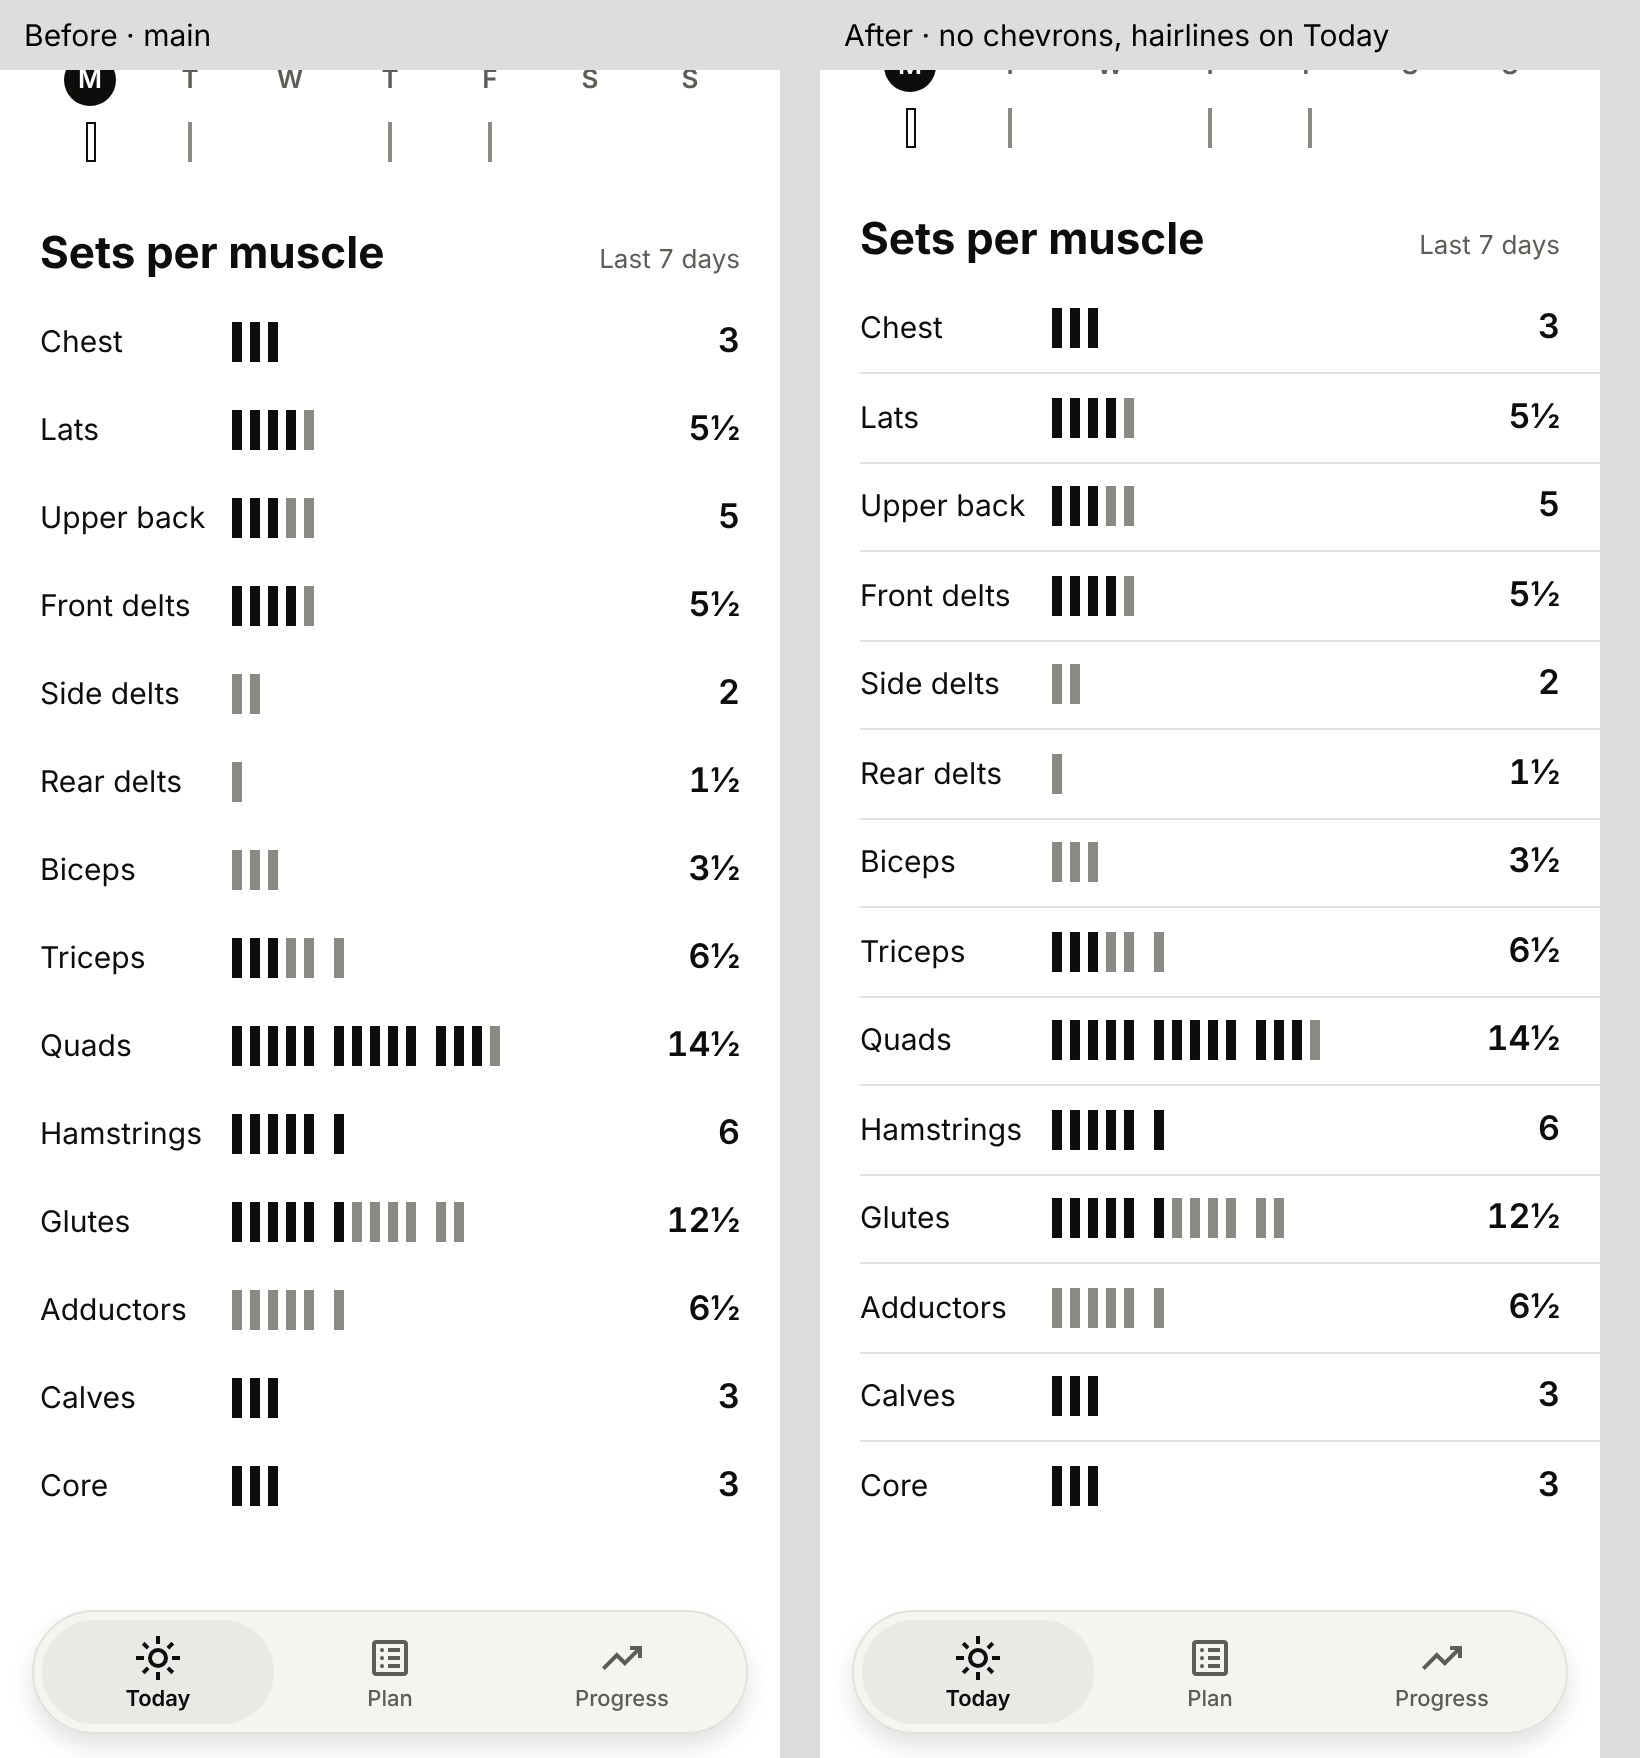 Before · main
M T W T F S S
Sets per muscle Last 7 days
Chest 3
Lats 5½
Upper back 5
Front delts 5½
Side delts 2
Rear delts 1½
Biceps 3½
Triceps 6½
Quads 14½
Hamstrings 6
Glutes 12½
Adductors 6½
Calves 3
Core 3
Today Plan Progress
After · no chevrons, hairlines on Today
Sets per muscle Last 7 days
Chest 3
Lats 5½
Upper back 5
Front delts 5½
Side delts 2
Rear delts 1½
Biceps 3½
Triceps 6½
Quads 14½
Hamstrings 6
Glutes 12½
Adductors 6½
Calves 3
Core 3
Today Plan Progress